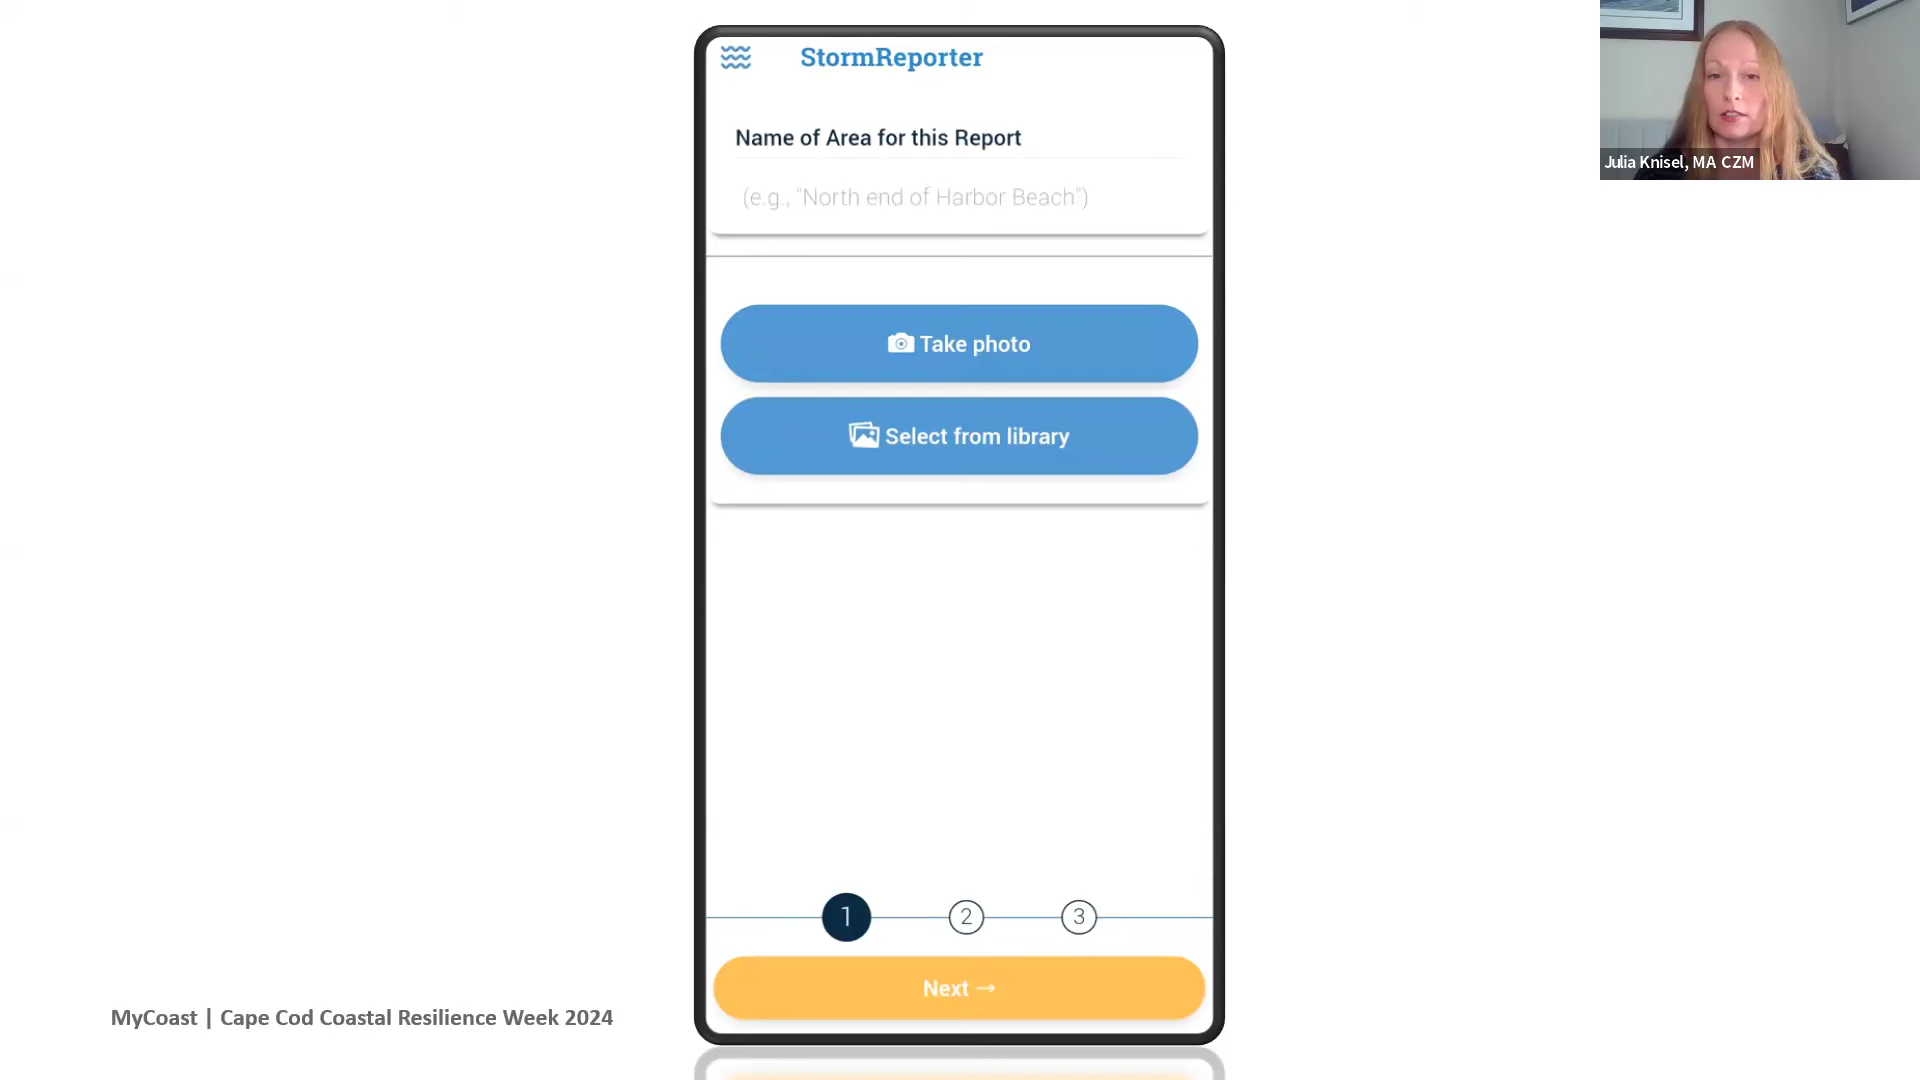 StormReporter
Name of Area for this Report
(e.g., "North end of Harbor Beach")
Take photo
Select from library
1 2 3
Next →
MyCoast | Cape Cod Coastal Resilience Week 2024
Julia Knisel, MA CZM